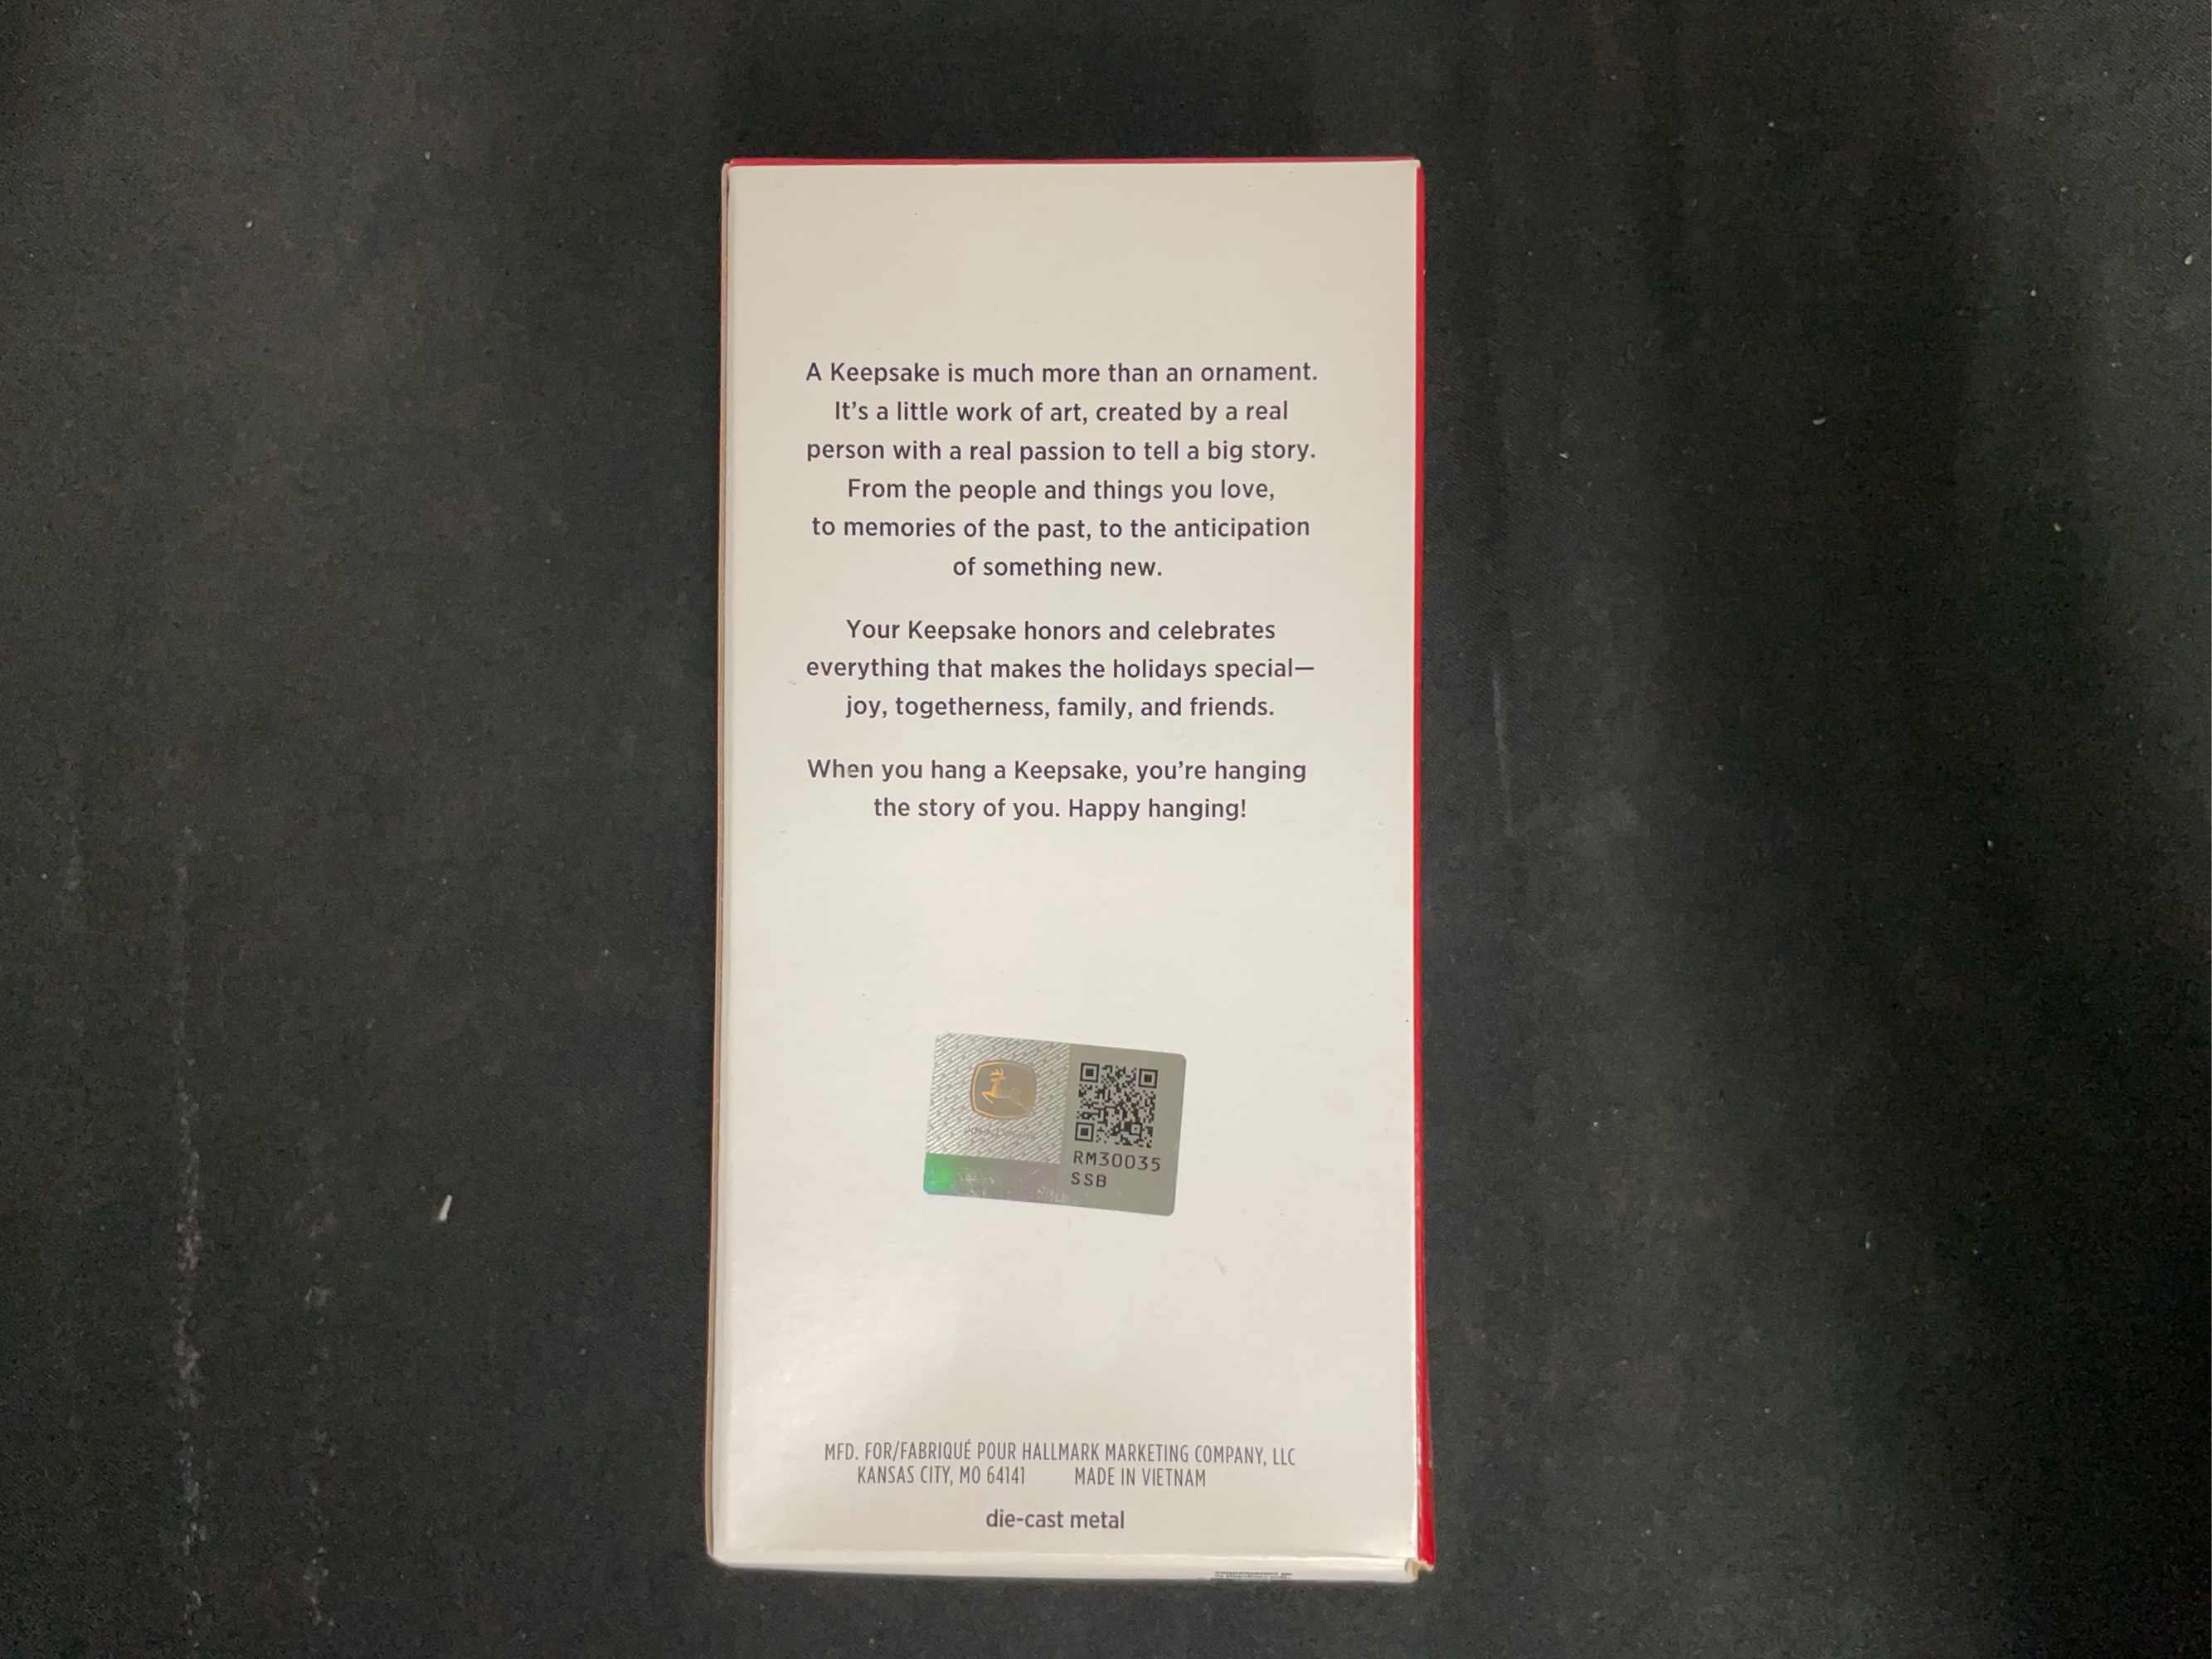 A Keepsake is much more than an ornament.
It’s a little work of art, created by a real
person with a real passion to tell a big story.
From the people and things you love,
to memories of the past, to the anticipation
of something new.
Your Keepsake honors and celebrates
everything that makes the holidays special—
joy, togetherness, family, and friends.
When you hang a Keepsake, you’re hanging
the story of you. Happy hanging!
RM30035
SSB
MFD. FOR/FABRIQUÉ POUR HALLMARK MARKETING COMPANY, LLC
KANSAS CITY, MO 64141 MADE IN VIETNAM
die-cast metal